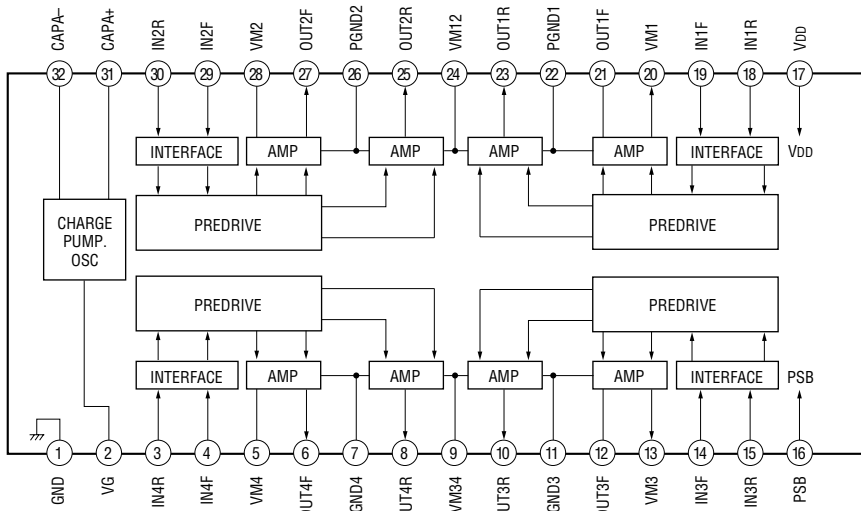 CAPA–
CAPA+
IN2R
IN2F
VM2
OUT2F
PGND2
OUT2R
VM12
OUT1R
PGND1
OUT1F
VM1
IN1F
IN1R
VDD
32 31 30 29 28 27 26 25 24 23 22 21 20 19 18 17
INTERFACE AMP AMP AMP AMP INTERFACE VDD
CHARGE
PUMP.
OSC
PREDRIVE PREDRIVE
PREDRIVE PREDRIVE
INTERFACE AMP AMP AMP AMP INTERFACE PSB
1 2 3 4 5 6 7 8 9 10 11 12 13 14 15 16
GND
VG
IN4R
IN4F
VM4
OUT4F
GND4
OUT4R
VM34
OUT3R
GND3
OUT3F
VM3
IN3F
IN3R
PSB